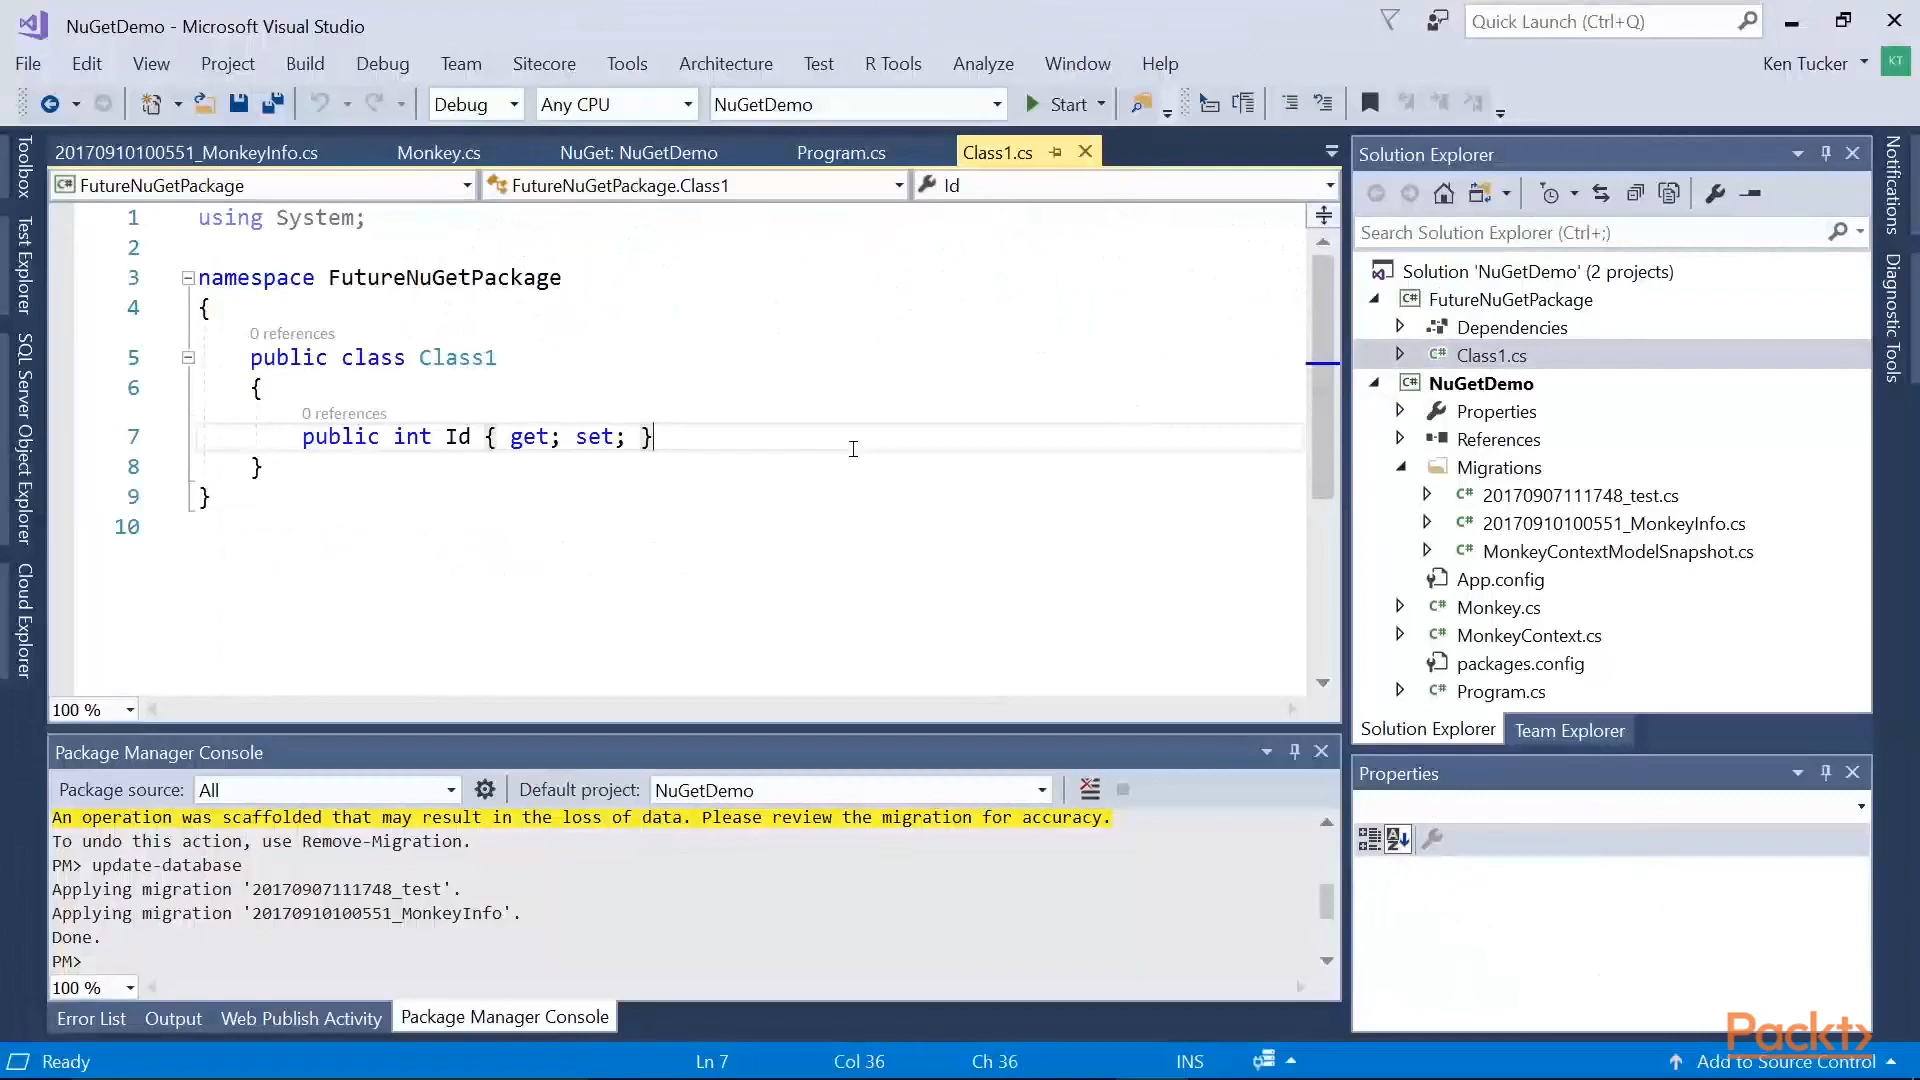 NuGetDemo - Microsoft Visual Studio
Quick Launch (Ctrl+Q)
File Edit View Project Build Debug Team Sitecore Tools Architecture Test R Tools Analyze Window Help
Ken Tucker KT
Debug Any CPU NuGetDemo Start
Toolbox
Test Explorer
SQL Server Object Explorer
Cloud Explorer
20170910100551_MonkeyInfo.cs Monkey.cs NuGet: NuGetDemo Program.cs Class1.cs
C# FutureNuGetPackage FutureNuGetPackage.Class1 Id
1 using System;
2
3 namespace FutureNuGetPackage
4 {
0 references
5 public class Class1
6 {
0 references
7 public int Id { get; set; }
8 }
9 }
10
100 %
Package Manager Console
Package source: All Default project: NuGetDemo
An operation was scaffolded that may result in the loss of data. Please review the migration for accuracy.
To undo this action, use Remove-Migration.
PM> update-database
Applying migration '20170907111748_test'.
Applying migration '20170910100551_MonkeyInfo'.
Done.
PM>
100 %
Error List Output Web Publish Activity Package Manager Console
Solution Explorer
Search Solution Explorer (Ctrl+;)
Solution 'NuGetDemo' (2 projects)
C# FutureNuGetPackage
Dependencies
C# Class1.cs
C# NuGetDemo
Properties
References
Migrations
C# 20170907111748_test.cs
C# 20170910100551_MonkeyInfo.cs
C# MonkeyContextModelSnapshot.cs
App.config
C# Monkey.cs
C# MonkeyContext.cs
packages.config
C# Program.cs
Solution Explorer Team Explorer
Properties
Notifications
Diagnostic Tools
Packt>
Ready Ln 7 Col 36 Ch 36 INS Add to Source Control